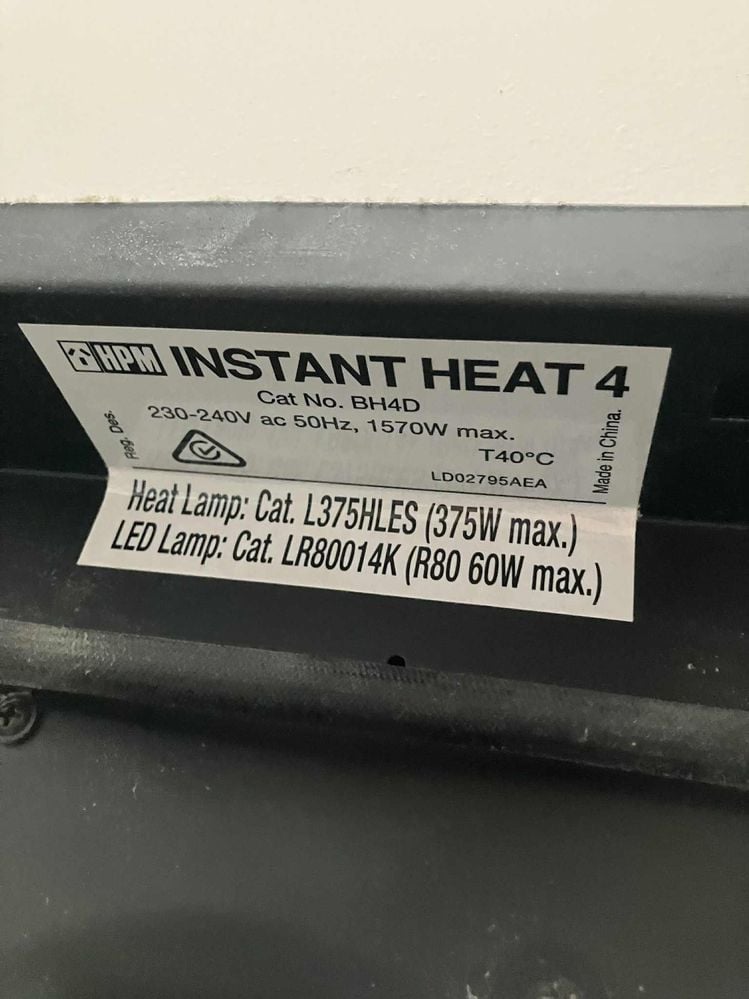 HPM INSTANT HEAT 4
Cat No. BH4D
230-240V ac 50Hz, 1570W max.
T40°C
LD02795AEA
Reg. Des.
Made in China.
Heat Lamp: Cat. L375HLES (375W max.)
LED Lamp: Cat. LR80014K (R80 60W max.)